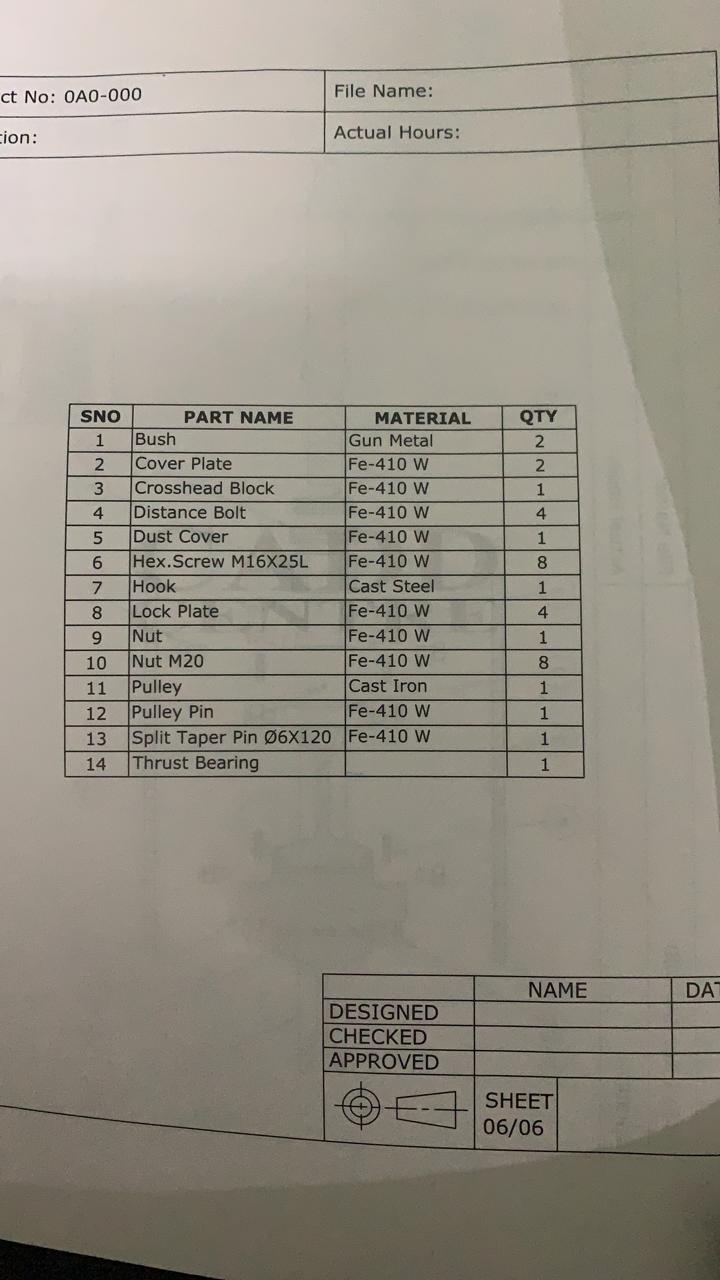 ct No: 0A0-000 File Name:
tion: Actual Hours:
SNO PART NAME MATERIAL QTY
1 Bush Gun Metal 2
2 Cover Plate Fe-410 W 2
3 Crosshead Block Fe-410 W 1
4 Distance Bolt Fe-410 W 4
5 Dust Cover Fe-410 W 1
6 Hex.Screw M16X25L Fe-410 W 8
7 Hook Cast Steel 1
8 Lock Plate Fe-410 W 4
9 Nut Fe-410 W 1
10 Nut M20 Fe-410 W 8
11 Pulley Cast Iron 1
12 Pulley Pin Fe-410 W 1
13 Split Taper Pin Ø6X120 Fe-410 W 1
14 Thrust Bearing 1
NAME DAT
DESIGNED
CHECKED
APPROVED
SHEET
06/06